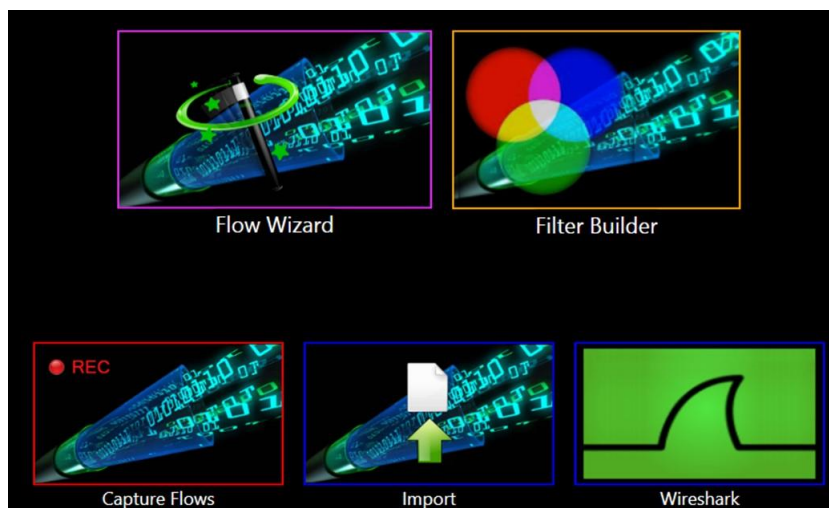 Flow Wizard
Filter Builder
REC
Capture Flows
Import
Wireshark